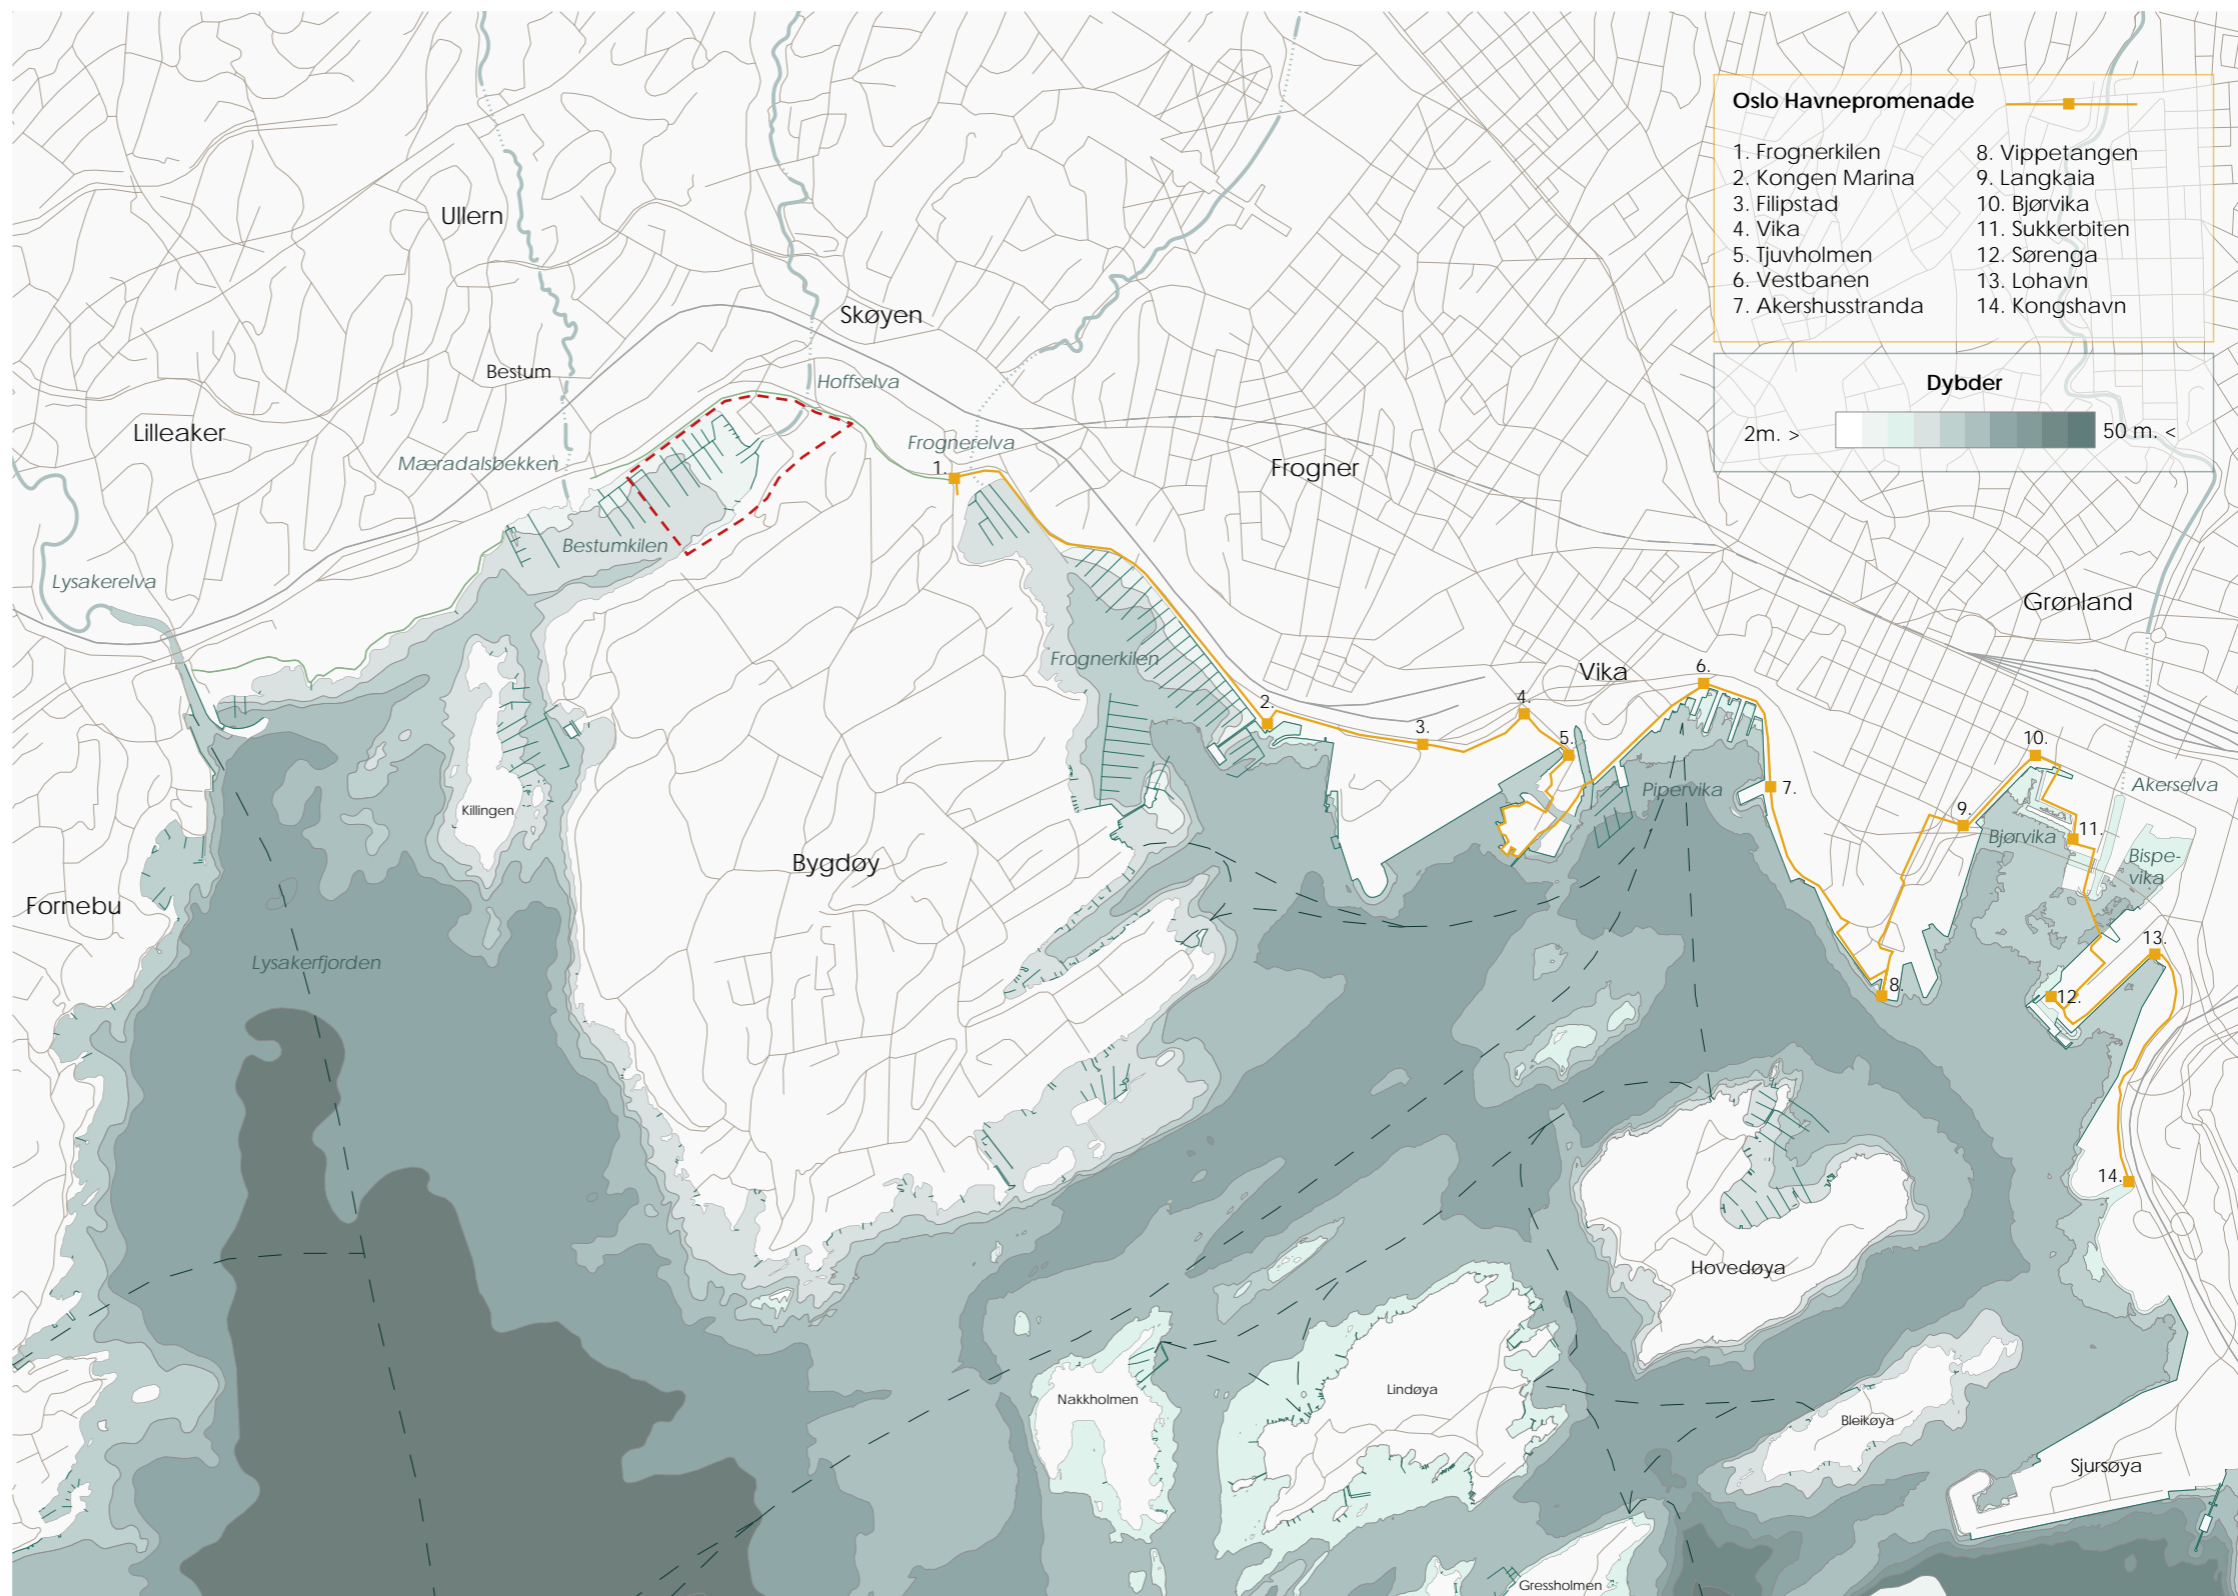 Oslo Havnepromenade
1. Frognerkilen
2. Kongen Marina
3. Filipstad
4. Vika
5. Tjuvholmen
6. Vestbanen
7. Akershusstranda
8. Vippetangen
9. Langkaia
10. Bjørvika
11. Sukkerbiten
12. Sørenga
13. Lohavn
14. Kongshavn
Dybder
2m. >
50 m. <
Ullern
Skøyen
Bestum
Hoffselva
Lilleaker
Mæradalsbekken
Frognerelva
1.
Frogner
Bestumkilen
Lysakerelva
Grønland
Frognerkilen
Vika
6.
2.
4.
3.
5.
10.
Pipervika
7.
Akerselva
Killingen
9.
11.
Bjørvika
Bygdøy
Bispe-
vika
Fornebu
13.
Lysakerfjorden
8.
12.
14.
Hovedøya
Nakkholmen
Lindøya
Bleikøya
Sjursøya
Gressholmen